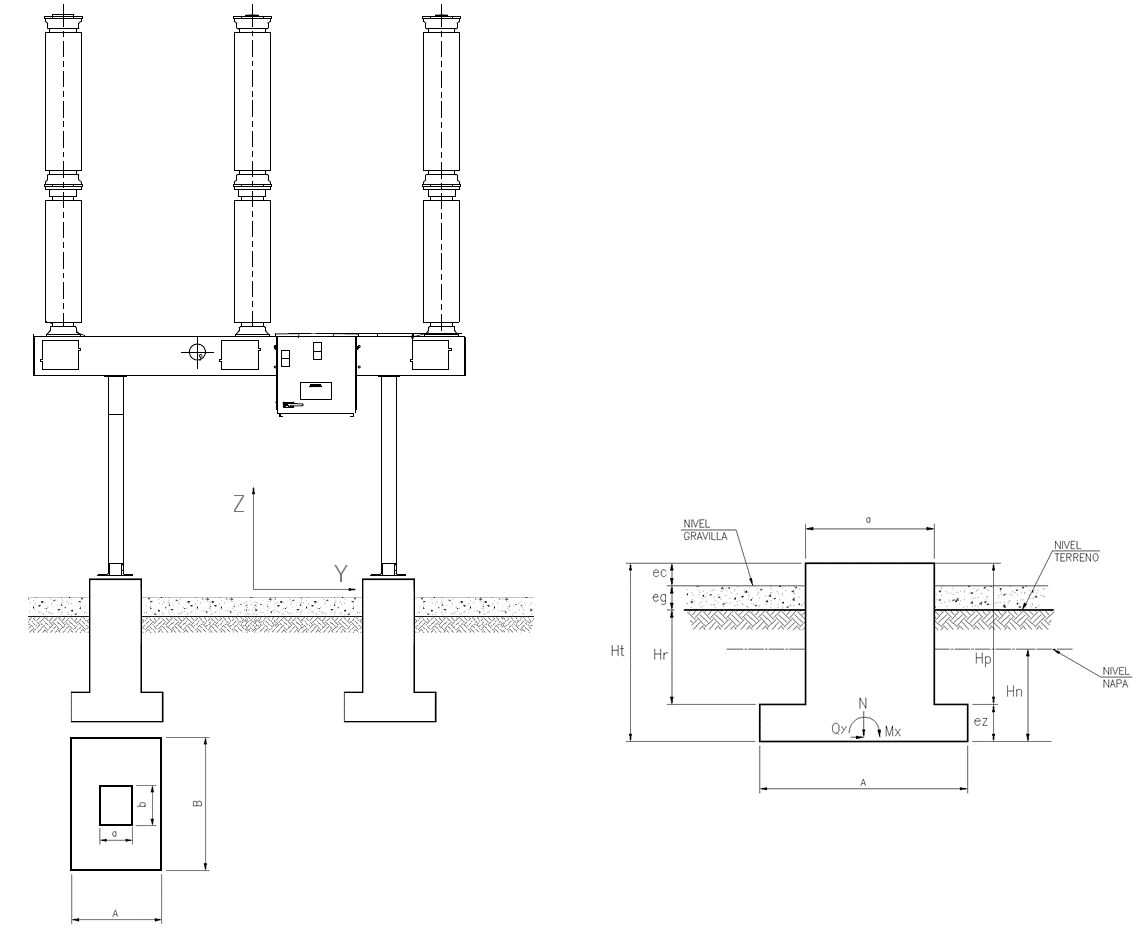 Z
Y
b
B
a
A
NIVEL
GRAVILLA
a
NIVEL
TERRENO
ec
eg
Ht
Hr
Hp
Hn
NIVEL
NAPA
N
Qy
Mx
ez
A